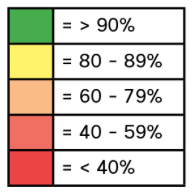 = > 90%
= 80 - 89%
= 60 - 79%
= 40 - 59%
= < 40%